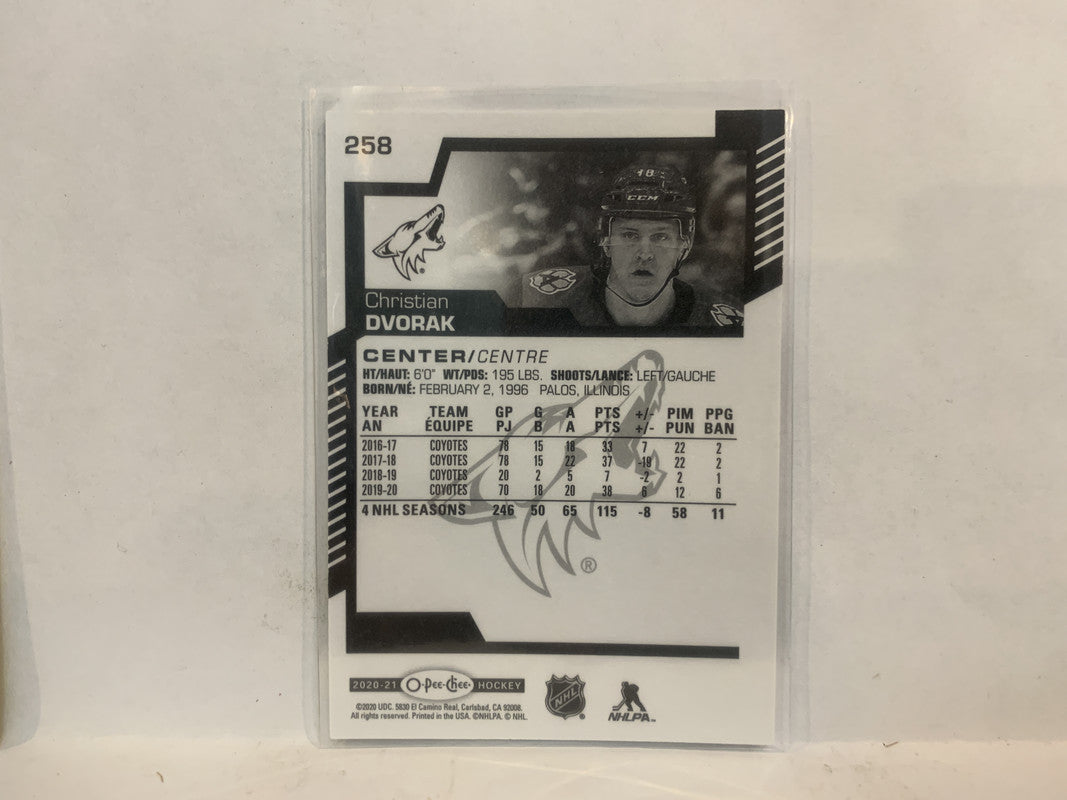 258
18
CCM
Christian
DVORAK
CENTER/CENTRE
HT/HAUT: 6'0" WT/PDS: 195 LBS. SHOOTS/LANCE: LEFT/GAUCHE
BORN/NÉ: FEBRUARY 2, 1996 PALOS, ILLINOIS
YEAR TEAM GP G A PTS +/- PIM PPG
AN ÉQUIPE PJ B A PTS +/- PUN BAN
2016-17 COYOTES 78 15 18 33 7 22 2
2017-18 COYOTES 78 15 22 37 -19 22 2
2018-19 COYOTES 20 2 5 7 -2 2 1
2019-20 COYOTES 70 18 20 38 6 12 6
4 NHL SEASONS 246 50 65 115 -8 58 11
®
2020-21 O-Pee-Chee HOCKEY
©2020 UDC. 5830 El Camino Real, Carlsbad, CA 92008.
All rights reserved. Printed in the USA. ©NHLPA. © NHL.
NHL
NHLPA™